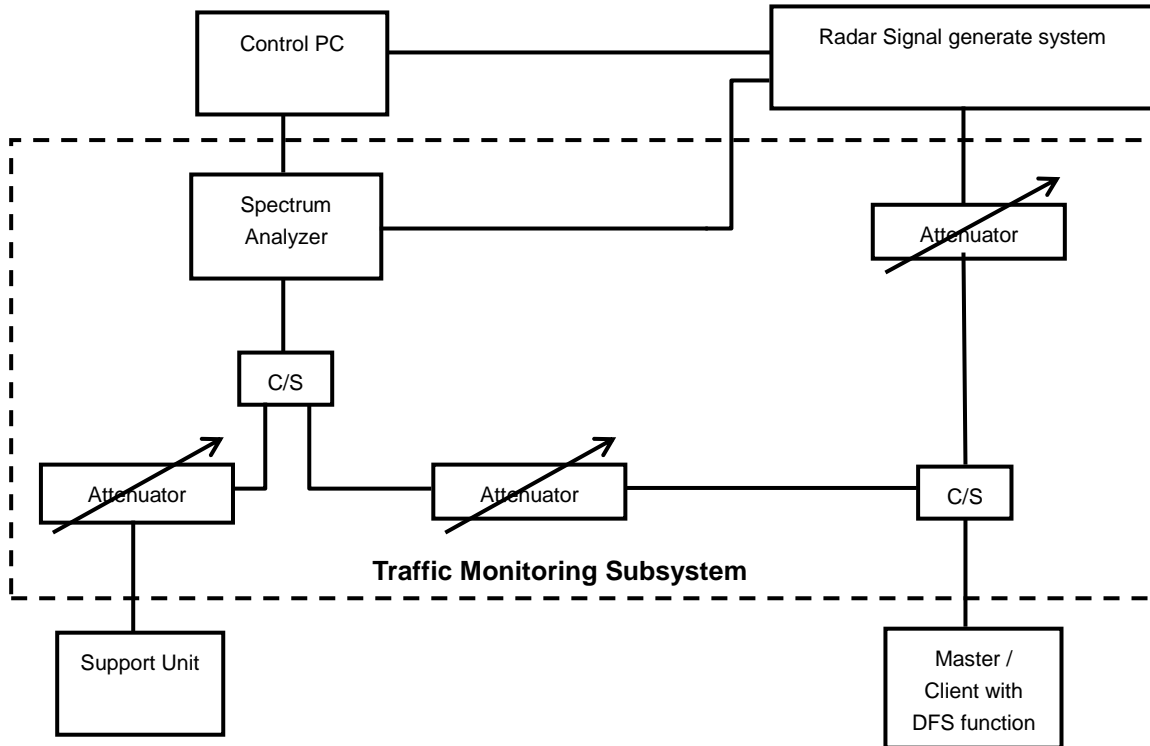 Control PC
Radar Signal generate system
Spectrum
Analyzer
Attenuator
C/S
Attenuator
Attenuator
C/S
Traffic Monitoring Subsystem
Support Unit
Master /
Client with
DFS function